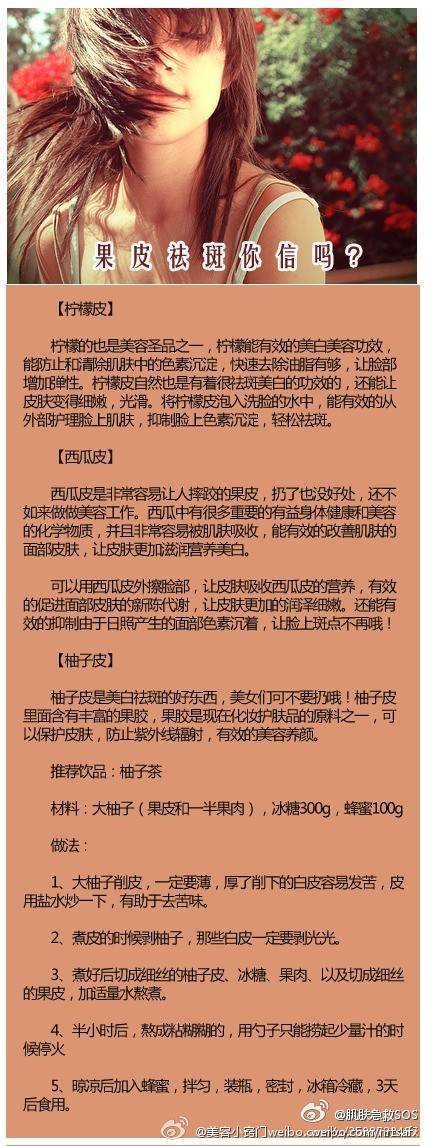 果皮祛斑你信吗？
【柠檬皮】
柠檬的也是美容圣品之一，柠檬能有效的美白美容功效，
能防止和清除肌肤中的色素沉淀，快速去除油脂有够，让脸部
增加弹性。柠檬皮自然也是有着很祛斑美白的功效的，还能让
皮肤变得细嫩，光滑。将柠檬皮泡入洗脸的水中，能有效的从
外部护理脸上肌肤，抑制脸上色素沉淀，轻松祛斑。
【西瓜皮】
西瓜皮是非常容易让人摔跤的果皮，扔了也没好处，还不
如来做做美容工作。西瓜中有很多重要的有益身体健康和美容
的化学物质，并且非常容易被肌肤吸收，能有效的改善肌肤的
面部皮肤，让皮肤更加滋润营养美白。
可以用西瓜皮外擦脸部，让皮肤吸收西瓜皮的营养，有效
的促进面部皮肤的新陈代谢，让皮肤更加的润泽细嫩。还能有
效的抑制由于日照产生的面部色素沉着，让脸上斑点不再哦！
【柚子皮】
柚子皮是美白祛斑的好东西，美女们可不要扔哦！柚子皮
里面含有丰富的果胶，果胶是现在化妆护肤品的原料之一，可
以保护皮肤，防止紫外线辐射，有效的美容养颜。
推荐饮品：柚子茶
材料：大柚子（果皮和一半果肉），冰糖300g，蜂蜜100g
做法：
1、大柚子削皮，一定要薄，厚了削下的白皮容易发苦，皮
用盐水炒一下，有助于去苦味。
2、煮皮的时候剥柚子，那些白皮一定要剥光光。
3、煮好后切成细丝的柚子皮、冰糖、果肉、以及切成细丝
的果皮，加适量水熬煮。
4、半小时后，熬成粘糊糊的，用勺子只能捞起少量汁的时
候停火
5、晾凉后加入蜂蜜，拌匀，装瓶，密封，冰箱冷藏，3天
后食用。
@肌肤急救SOS
@美容小窍门